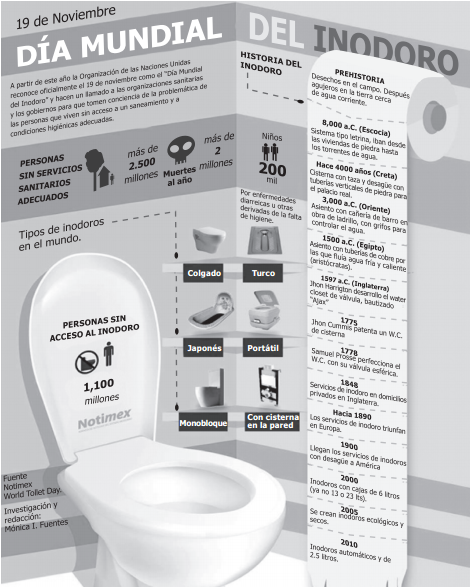 19 de Noviembre
DÍA MUNDIAL DEL INODORO
A partir de este año la Organización de las Naciones Unidas
reconoce oficialmente el 19 de noviembre como el "Día Mundial
del Inodoro" y hacen un llamado a las organizaciones sanitarias
y los gobiernos para que tomen conciencia de la problemática de
las personas que viven sin acceso a un saneamiento y a
condiciones higiénicas adecuadas.
PERSONAS
SIN SERVICIOS
SANITARIOS
ADECUADOS
más de
2.500
millones
Muertes
al año
más de
2
millones
Niños
200
mil
Por enfermedades
diarreicas u otras
derivadas de la falta
de higiene.
Tipos de inodoros
en el mundo.
Colgado
Turco
Japonés
Portátil
Monobloque
Con cisterna
en la pared
PERSONAS SIN
ACCESO AL INODORO
1,100
millones
Notimex
Fuente
Notimex
World Tollet Day.
Investigación y
redacción:
Mónica I. Fuentes
HISTORIA DEL
INODORO
PREHISTORIA
Desechos en el campo. Después
agujeros en la tierra cerca
de agua corriente.
8,000 a.C. (Escocia)
Sistema tipo letrina, iban desde
las viviendas de piedra hasta
los torrentes de agua.
Hace 4000 años (Creta)
Cisterna con taza y desagüe con
tuberías verticales de piedra para
el palacio real.
3,000 a.C. (Oriente)
Asiento con cañería de barro en
obra de ladrillo, con grifos para
controlar el agua.
1500 a.C. (Egipto)
Asiento con tuberías de cobre por
las que fluía agua fría y caliente
(aristócratas).
1597 a.C. (Inglaterra)
Jhon Harrigton desarrollo el water
closet de válvula, bautizado
"Ajax"
1775
Jhon Cummis patenta un W.C.
de cisterna
1778
Samuel Prosse perfecciona el
W.C. con su válvula esférica.
1848
Servicios de inodoro en domicilios
privados en Inglaterra.
Hacia 1890
Los servicios de inodoro triunfan
en Europa.
1900
Llegan los servicios de inodoros
con desagüe a América
2000
Inodoros con cajas de 6 litros
(ya no 13 o 23 lts).
2005
Se crean inodoros ecológicos y
secos.
2010
Inodoros automáticos y de
2.5 litros.